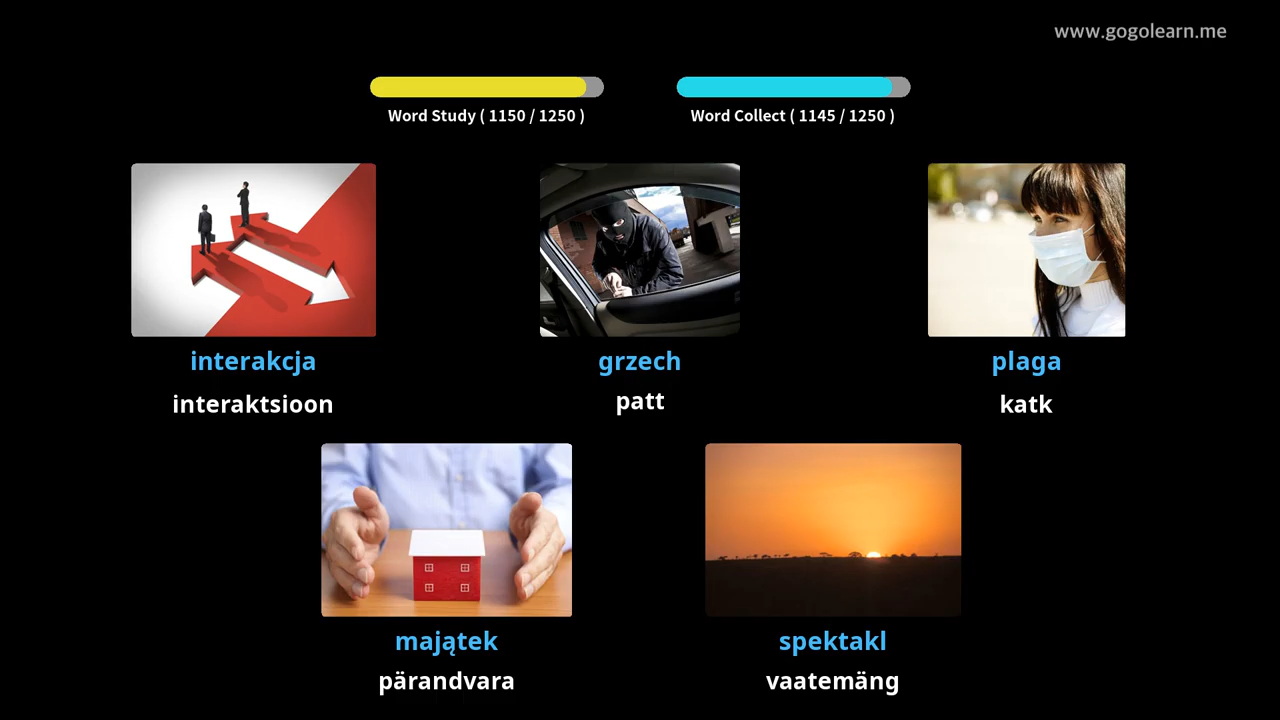 www.gogolearn.me
Word Study ( 1150 / 1250 )
Word Collect ( 1145 / 1250 )
interakcja
grzech
plaga
interaktsioon
patt
katk
majątek
spektakl
pärandvara
vaatemäng